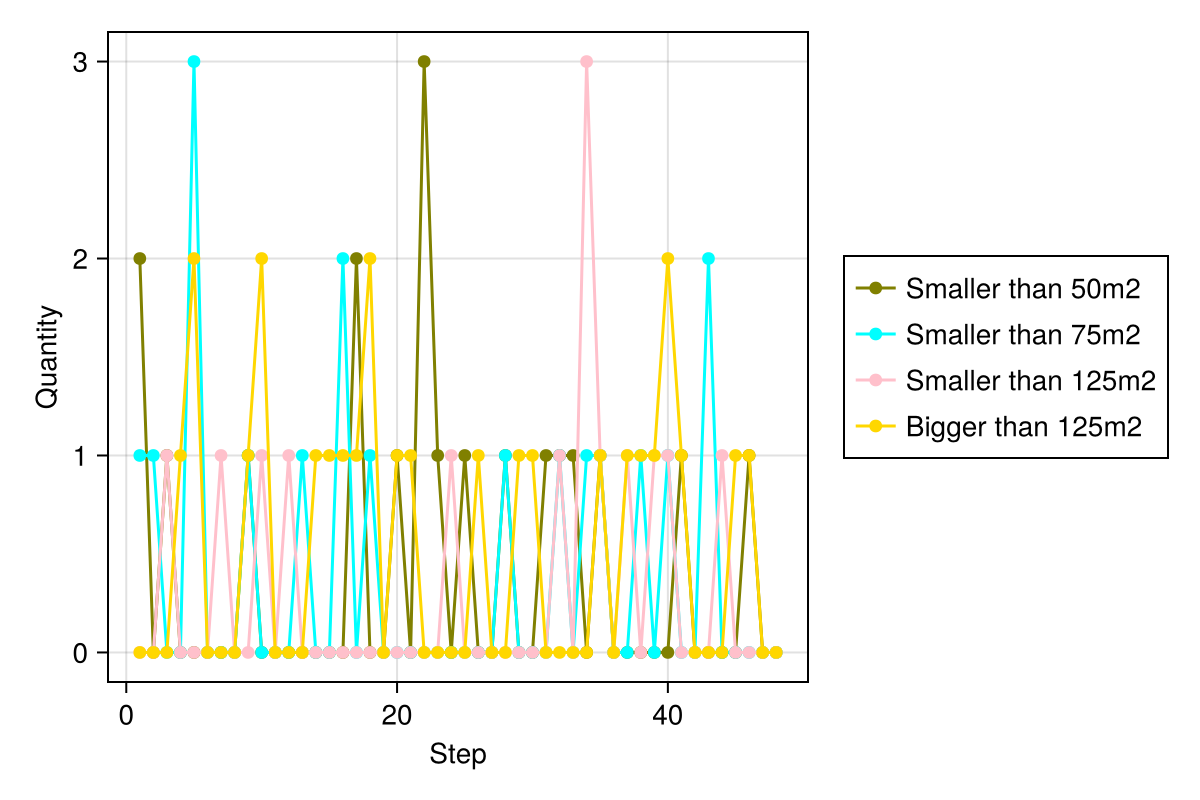 3
2
1
0
Quantity
0 20 40
Step
Smaller than 50m2
Smaller than 75m2
Smaller than 125m2
Bigger than 125m2